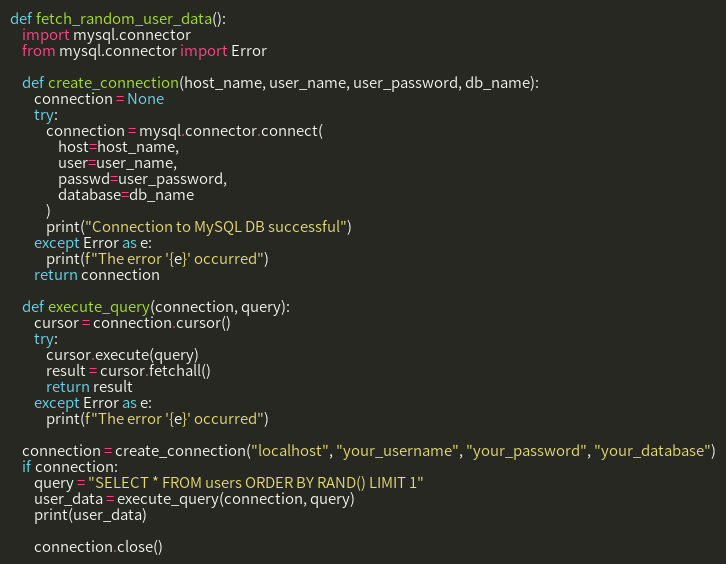 def fetch_random_user_data():
    import mysql.connector
    from mysql.connector import Error

    def create_connection(host_name, user_name, user_password, db_name):
        connection = None
        try:
            connection = mysql.connector.connect(
                host=host_name,
                user=user_name,
                passwd=user_password,
                database=db_name
            )
            print("Connection to MySQL DB successful")
        except Error as e:
            print(f"The error '{e}' occurred")
        return connection

    def execute_query(connection, query):
        cursor = connection.cursor()
        try:
            cursor.execute(query)
            result = cursor.fetchall()
            return result
        except Error as e:
            print(f"The error '{e}' occurred")

    connection = create_connection("localhost", "your_username", "your_password", "your_database")
    if connection:
        query = "SELECT * FROM users ORDER BY RAND() LIMIT 1"
        user_data = execute_query(connection, query)
        print(user_data)

        connection.close()